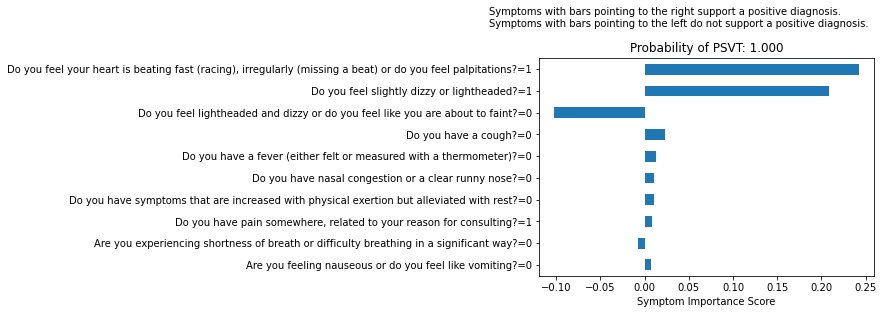 Symptoms with bars pointing to the right support a positive diagnosis.
Symptoms with bars pointing to the left do not support a positive diagnosis.
Probability of PSVT: 1.000
Do you feel your heart is beating fast (racing), irregularly (missing a beat) or do you feel palpitations?=1
Do you feel slightly dizzy or lightheaded?=1
Do you feel lightheaded and dizzy or do you feel like you are about to faint?=0
Do you have a cough?=0
Do you have a fever (either felt or measured with a thermometer)?=0
Do you have nasal congestion or a clear runny nose?=0
Do you have symptoms that are increased with physical exertion but alleviated with rest?=0
Do you have pain somewhere, related to your reason for consulting?=1
Are you experiencing shortness of breath or difficulty breathing in a significant way?=0
Are you feeling nauseous or do you feel like vomiting?=0
−0.10 −0.05 0.00 0.05 0.10 0.15 0.20 0.25
Symptom Importance Score